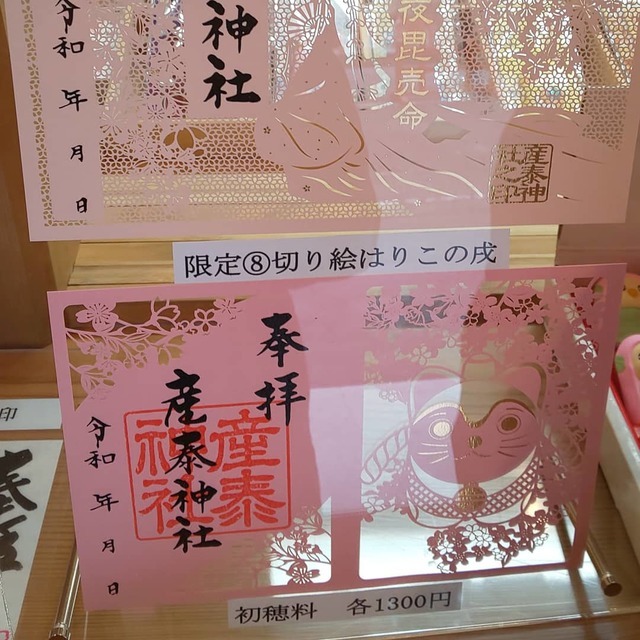 神社
夜毘売命
令和 年 月 日
産泰神社印
限定⑧切り絵はりこの戌
奉拝
産泰神社
産泰神社
令和 年 月 日
印
初穂料 各1300円